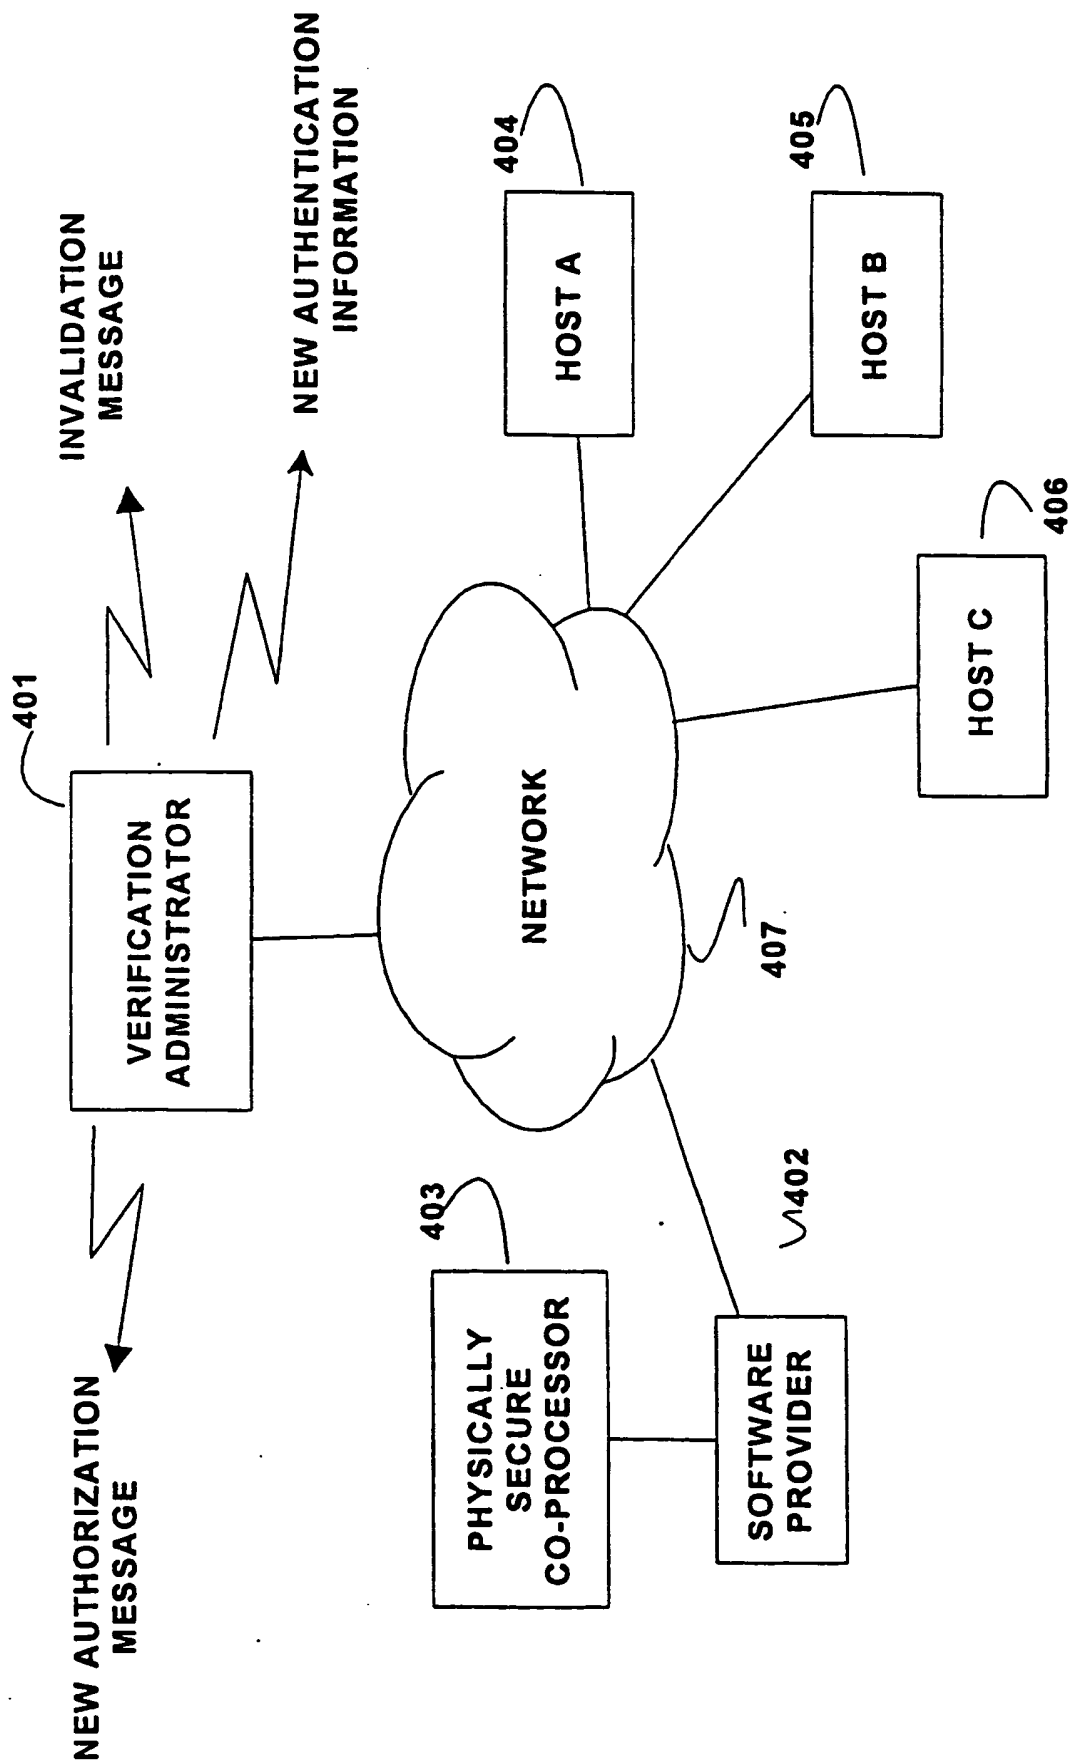 NEW AUTHORIZATION
MESSAGE
401
VERIFICATION
ADMINISTRATOR
INVALIDATION
MESSAGE
NEW AUTHENTICATION
INFORMATION
403
PHYSICALLY
SECURE
CO-PROCESSOR
NETWORK
404
HOST A
402
SOFTWARE
PROVIDER
407
405
HOST B
406
HOST C